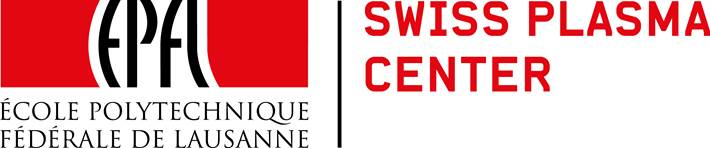 EPFL
ÉCOLE POLYTECHNIQUE
FÉDÉRALE DE LAUSANNE
SWISS PLASMA
CENTER